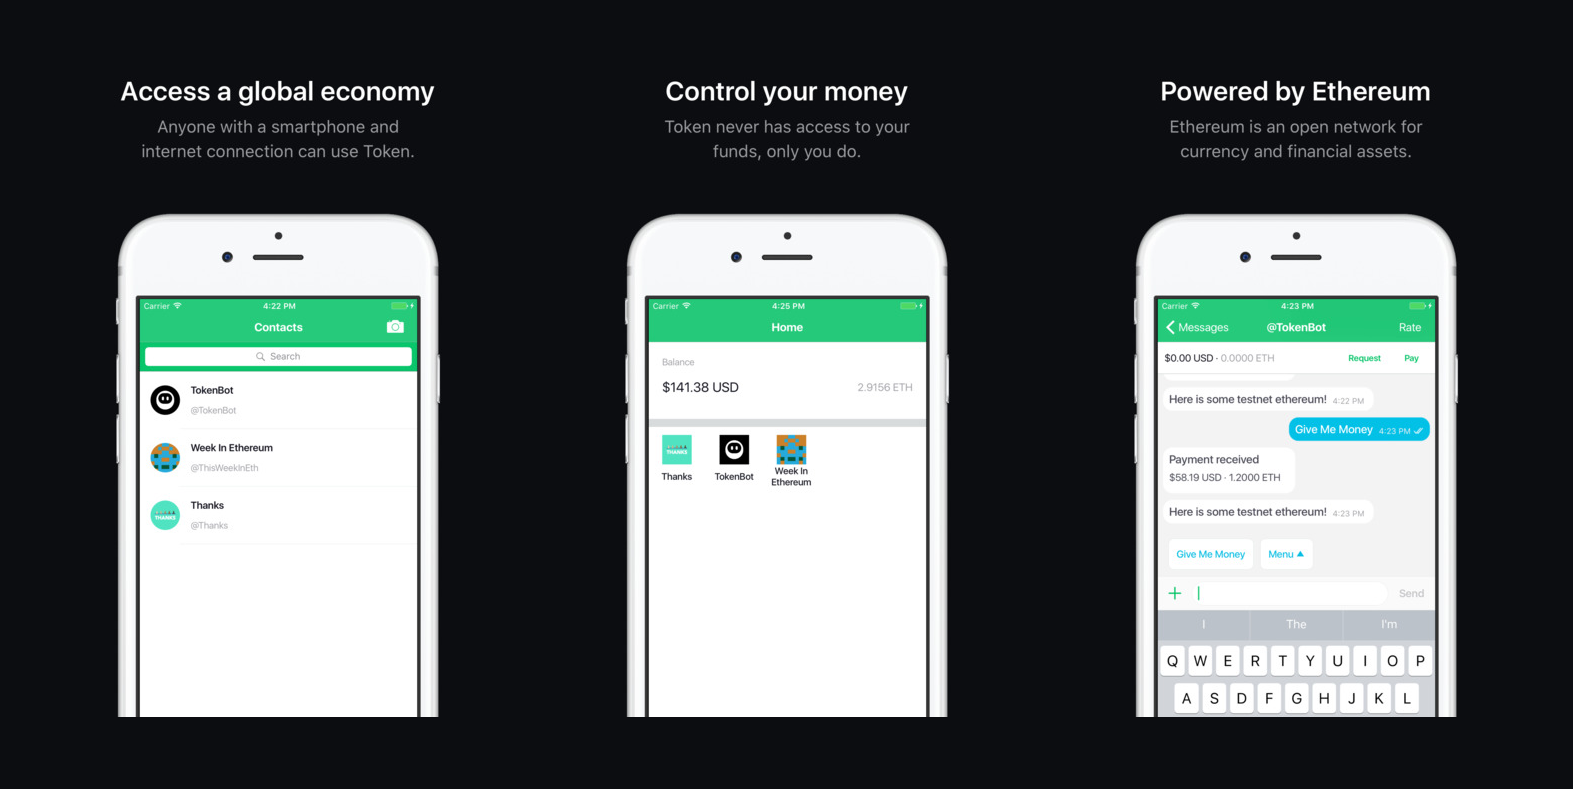 Access a global economy
Anyone with a smartphone and
internet connection can use Token.
Carrier 4:22 PM
Contacts
Search
TokenBot
@TokenBot
Week In Ethereum
@ThisWeekInEth
Thanks
@Thanks
Control your money
Token never has access to your
funds, only you do.
Carrier 4:25 PM
Home
Balance
$141.38 USD 2.9156 ETH
THANKS
Thanks TokenBot Week In
Ethereum
Powered by Ethereum
Ethereum is an open network for
currency and financial assets.
Carrier 4:23 PM
Messages @TokenBot Rate
$0.00 USD · 0.0000 ETH Request Pay
Here is some testnet ethereum! 4:22 PM
Give Me Money 4:23 PM
Payment received
$58.19 USD · 1.2000 ETH
Here is some testnet ethereum! 4:23 PM
Give Me Money Menu
Send
I The I'm
Q W E R T Y U I O P
A S D F G H J K L